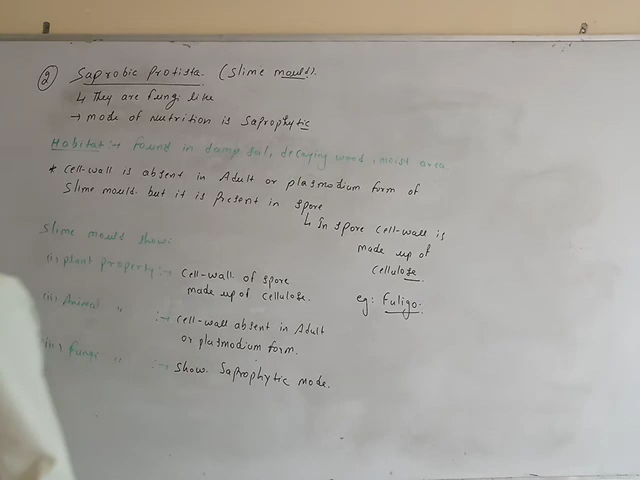 ② Saprobic Protista. (Slime mould).
↳ They are fungi like
→ mode of nutrition is Saprophytic
Habitat :→ found in damp soil, decaying wood, moist area
* cell-wall is absent in Adult or plasmodium form of
Slime mould but it is Present in spore
↳ In spore cell-wall is
made up of
cellulose
eg: Fuligo.
Slime mould show:
(i) plant property :→ cell-wall of spore
made up of cellulose.
(ii) Animal " :→ cell-wall absent in Adult
or plasmodium form.
(iii) Fungi " :→ Show Saprophytic mode.